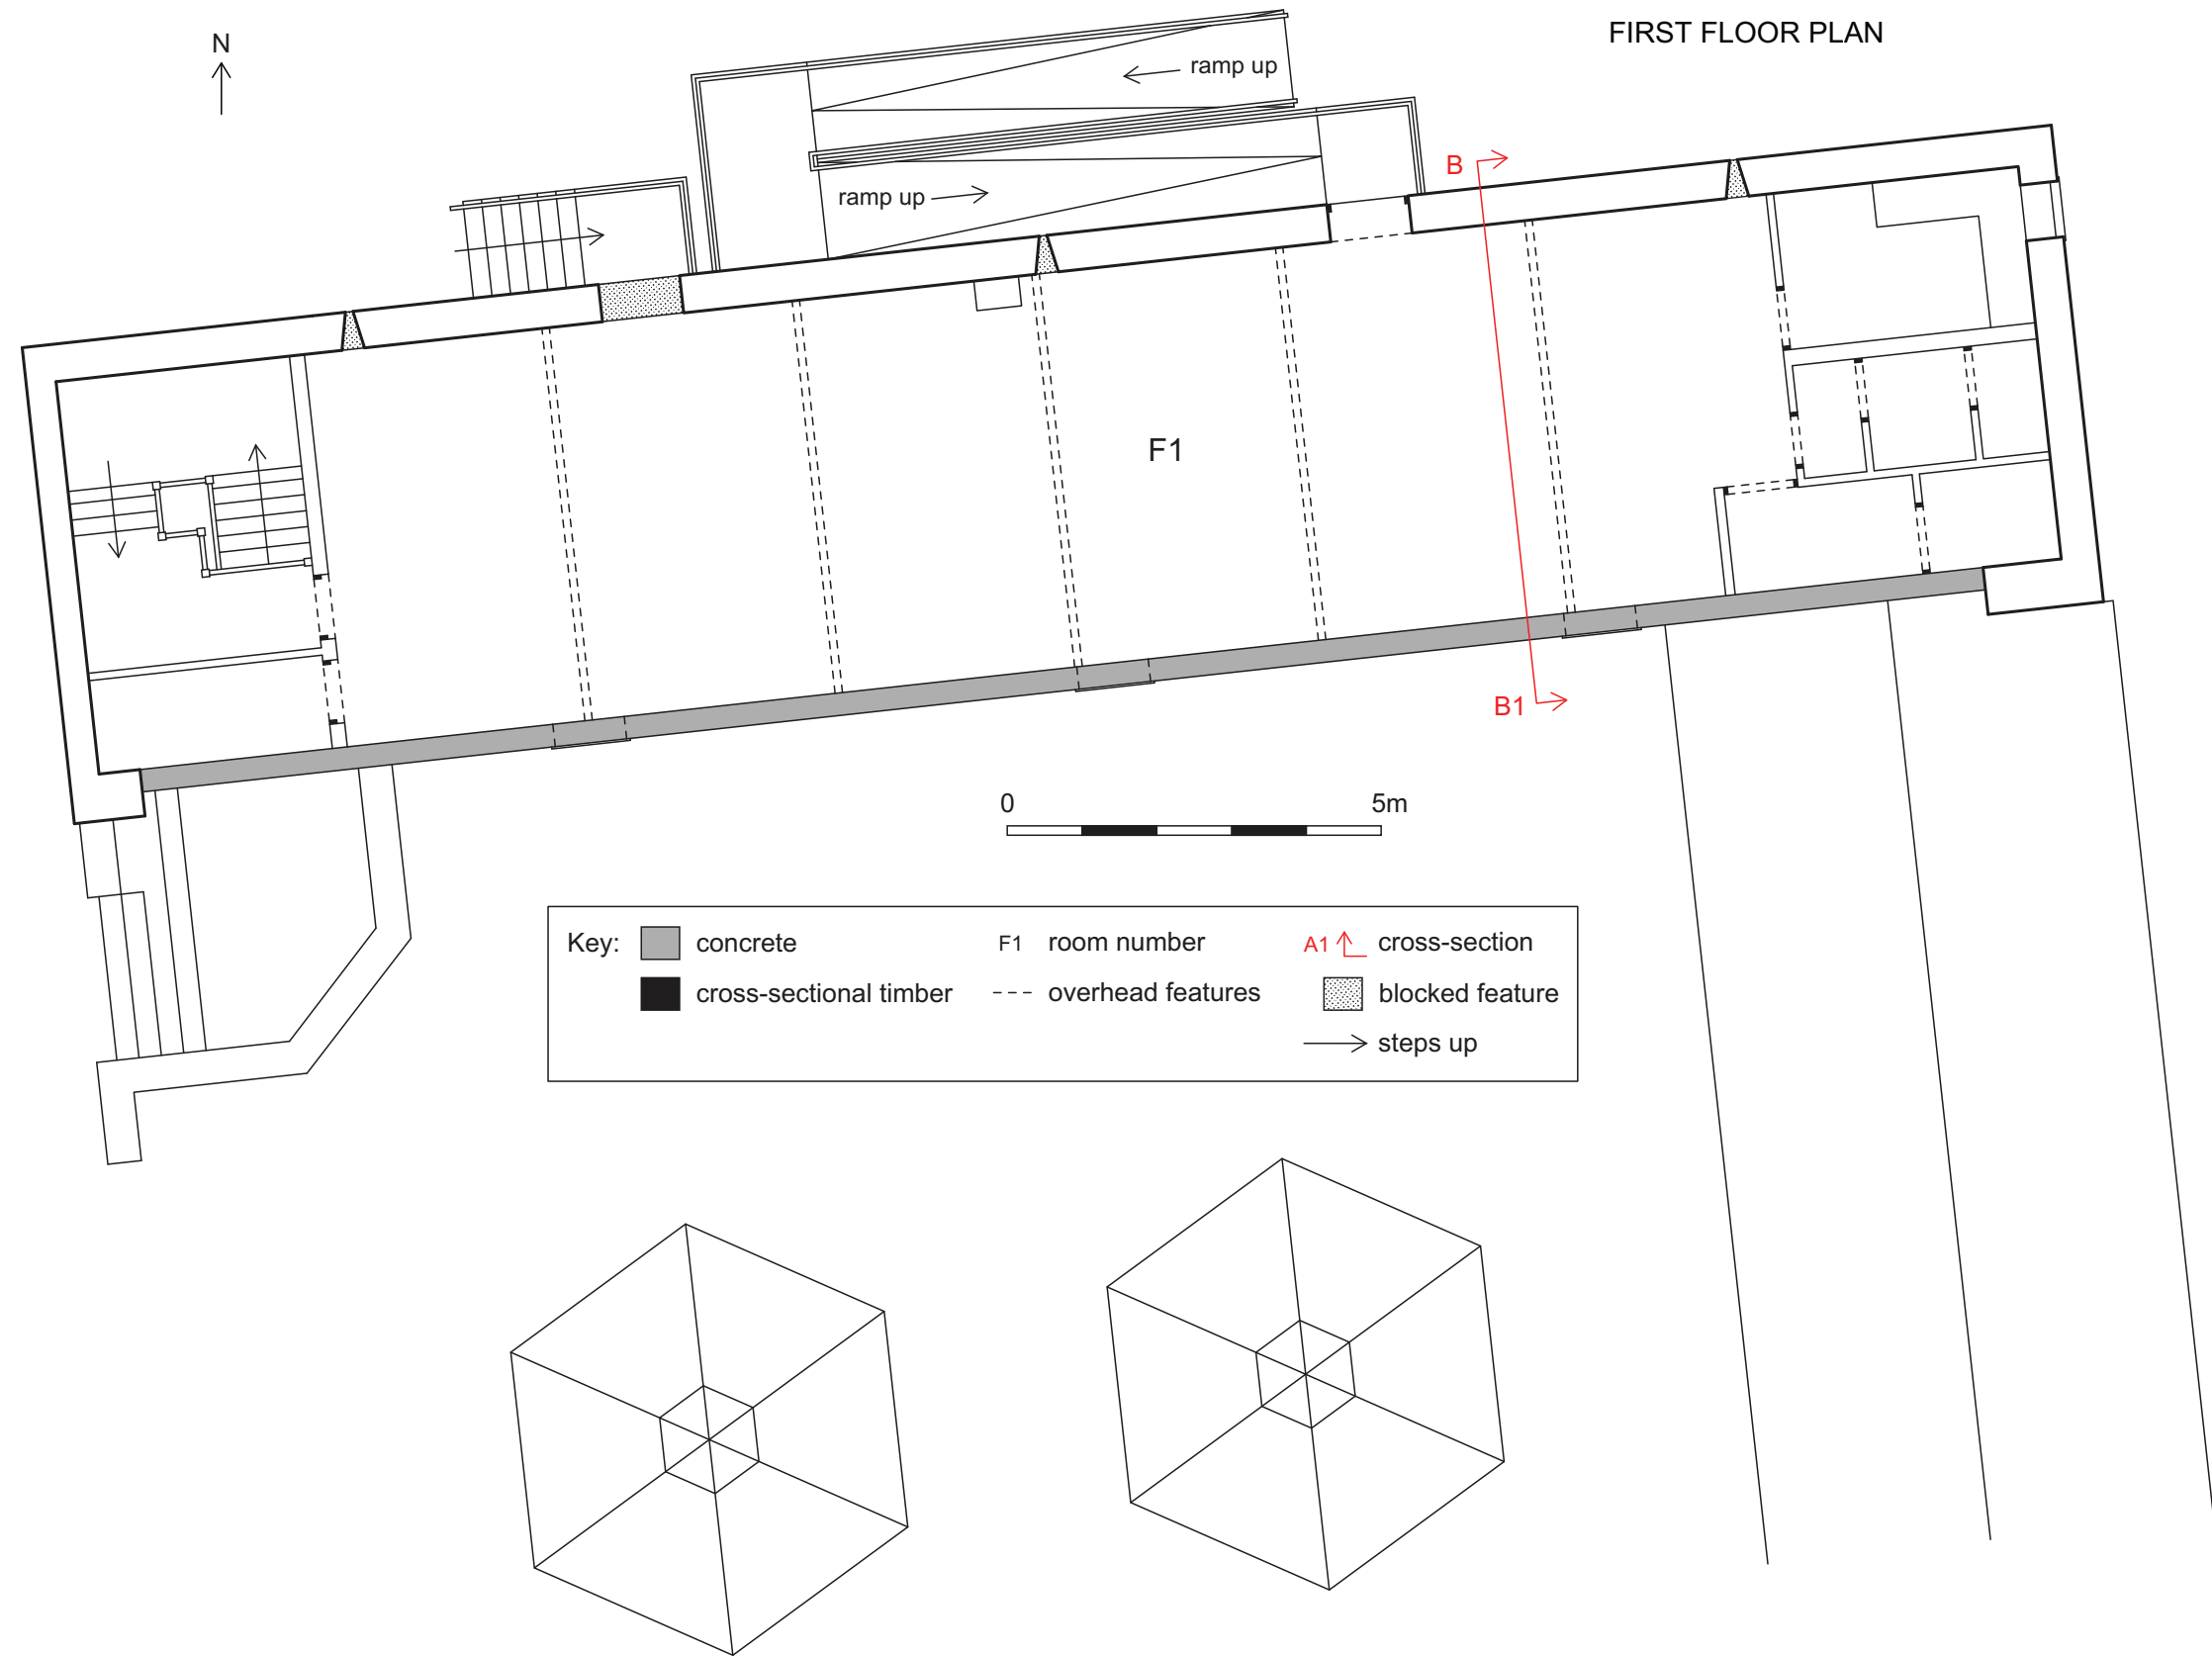 FIRST FLOOR PLAN
N
ramp up
ramp up
B
F1
B1
0 5m
Key: concrete F1 room number A1 cross-section
cross-sectional timber overhead features blocked feature
steps up